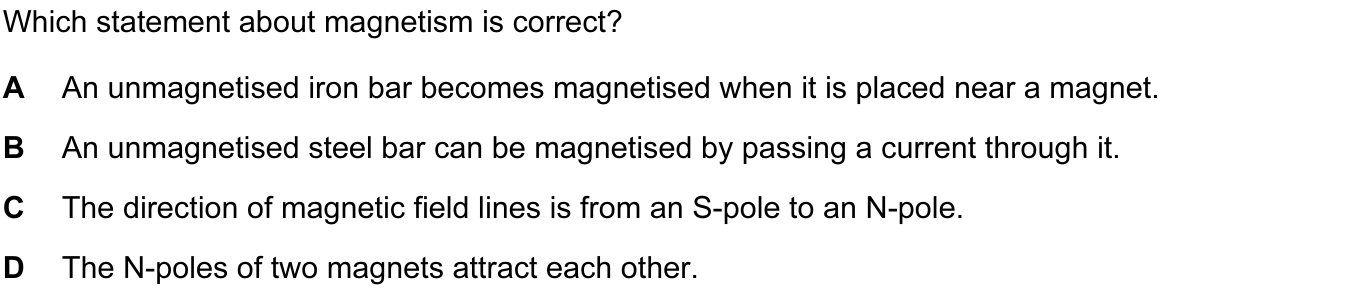 Which statement about magnetism is correct?
A An unmagnetised iron bar becomes magnetised when it is placed near a magnet.
B An unmagnetised steel bar can be magnetised by passing a current through it.
C The direction of magnetic field lines is from an S-pole to an N-pole.
D The N-poles of two magnets attract each other.